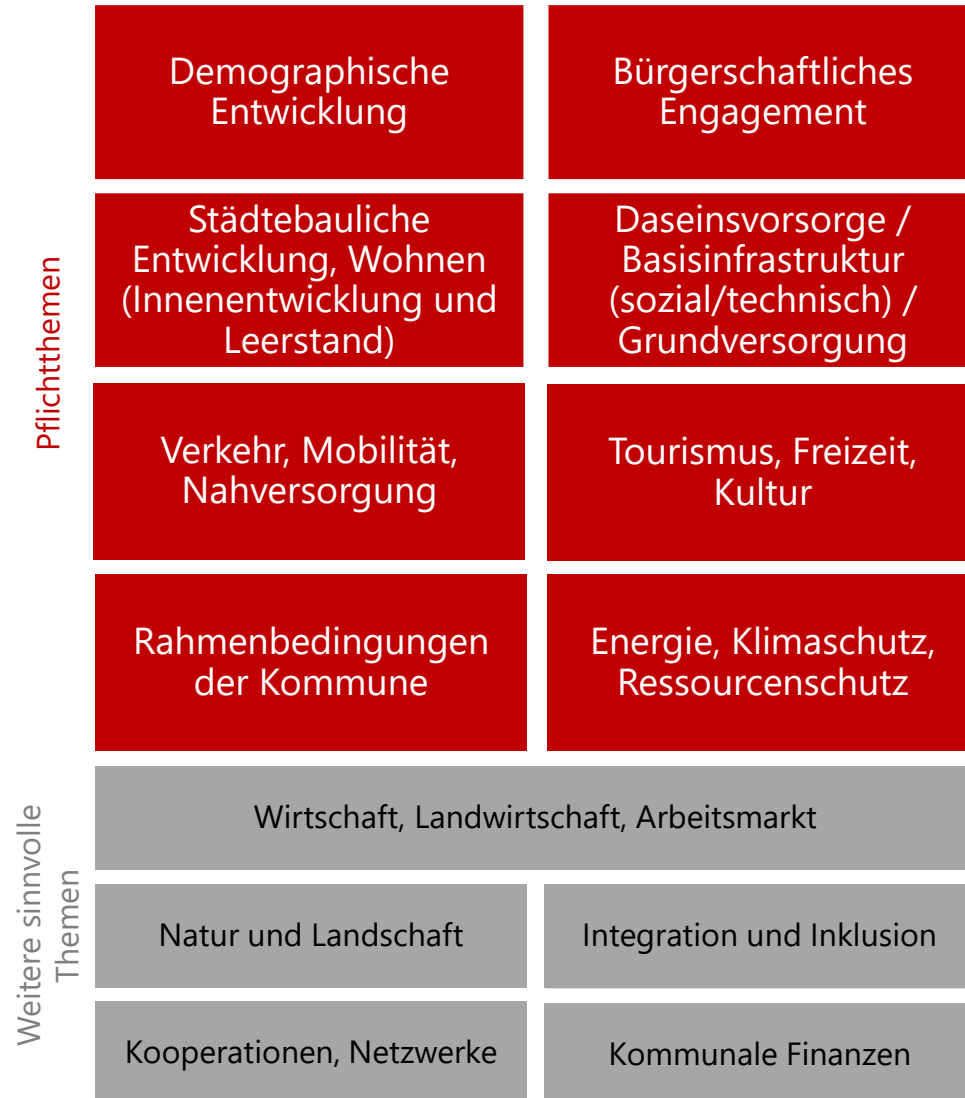 Pflichtthemen
Demographische
Entwicklung
Bürgerschaftliches
Engagement
Städtebauliche
Entwicklung, Wohnen
(Innenentwicklung und
Leerstand)
Daseinsvorsorge /
Basisinfrastruktur
(sozial/technisch) /
Grundversorgung
Verkehr, Mobilität,
Nahversorgung
Tourismus, Freizeit,
Kultur
Rahmenbedingungen
der Kommune
Energie, Klimaschutz,
Ressourcenschutz
Weitere sinnvolle
Themen
Wirtschaft, Landwirtschaft, Arbeitsmarkt
Natur und Landschaft
Integration und Inklusion
Kooperationen, Netzwerke
Kommunale Finanzen